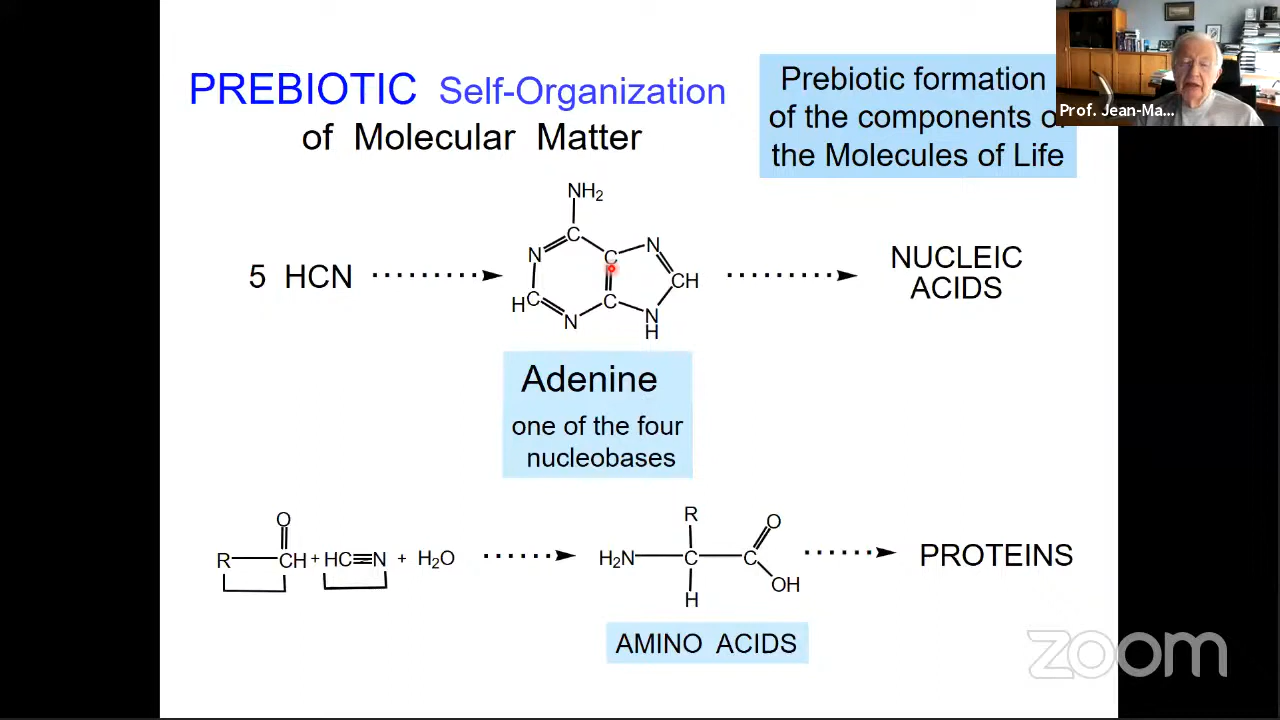 PREBIOTIC Self-Organization
of Molecular Matter
Prebiotic formation
of the components of
the Molecules of Life
Prof. Jean-Ma...
NH2
N
C
C
N
5 HCN
CH
HC
N
C
N
H
NUCLEIC
ACIDS
Adenine
one of the four
nucleobases
O
R CH + HC≡N + H2O
R
O
H2N C C
OH
H
PROTEINS
AMINO ACIDS
zoom